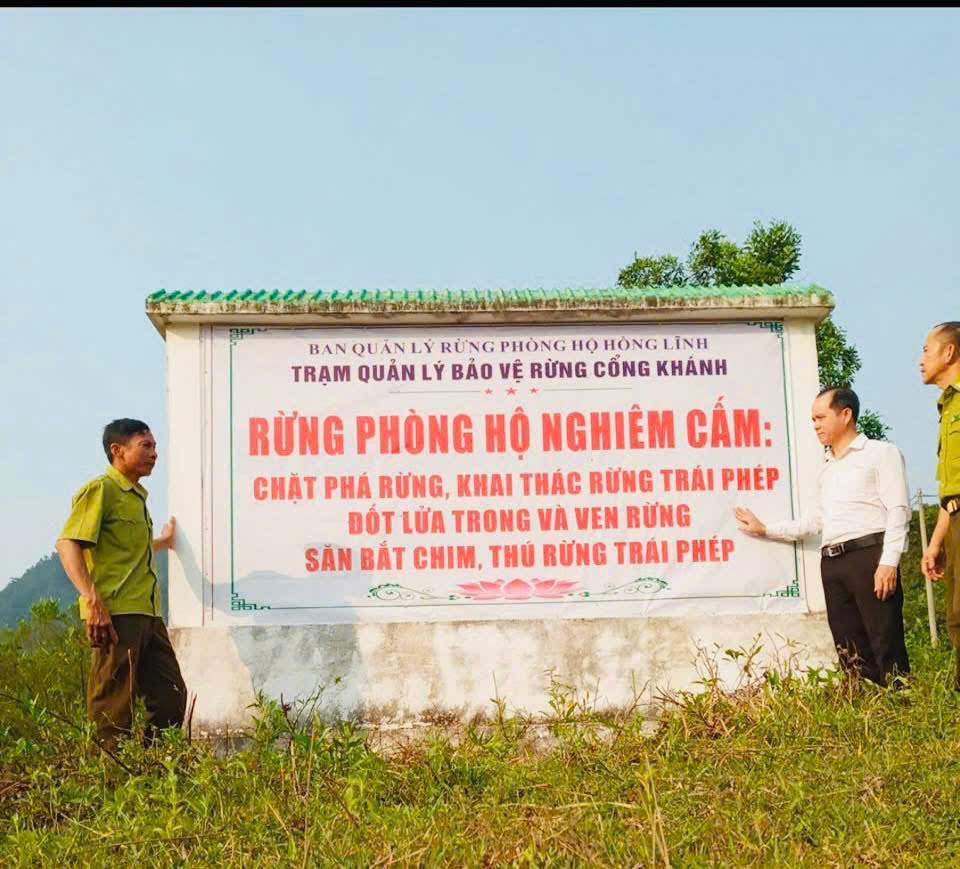 BAN QUẢN LÝ RỪNG PHÒNG HỘ HỒNG LĨNH
TRẠM QUẢN LÝ BẢO VỆ RỪNG CỔNG KHÁNH
RỪNG PHÒNG HỘ NGHIÊM CẤM:
CHẶT PHÁ RỪNG, KHAI THÁC RỪNG TRÁI PHÉP
ĐỐT LỬA TRONG VÀ VEN RỪNG
SĂN BẮT CHIM, THÚ RỪNG TRÁI PHÉP